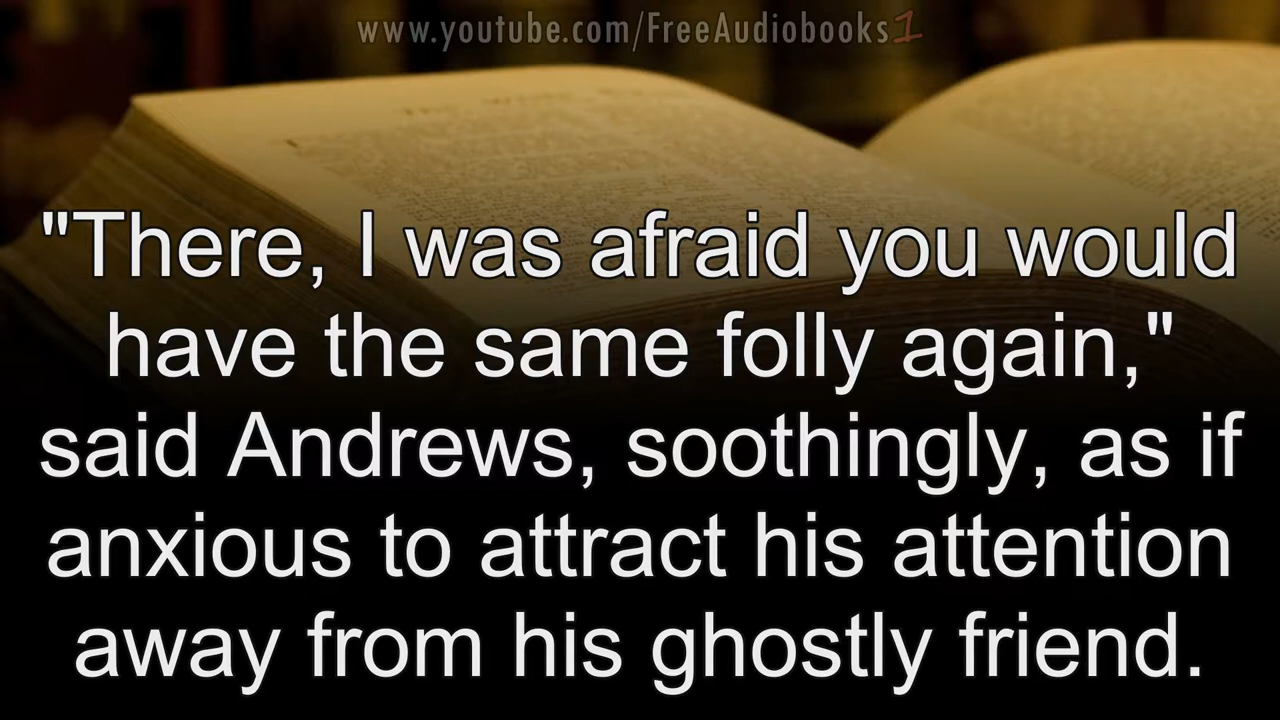 www.youtube.com/FreeAudiobooks1
"There, I was afraid you would
have the same folly again,"
said Andrews, soothingly, as if
anxious to attract his attention
away from his ghostly friend.